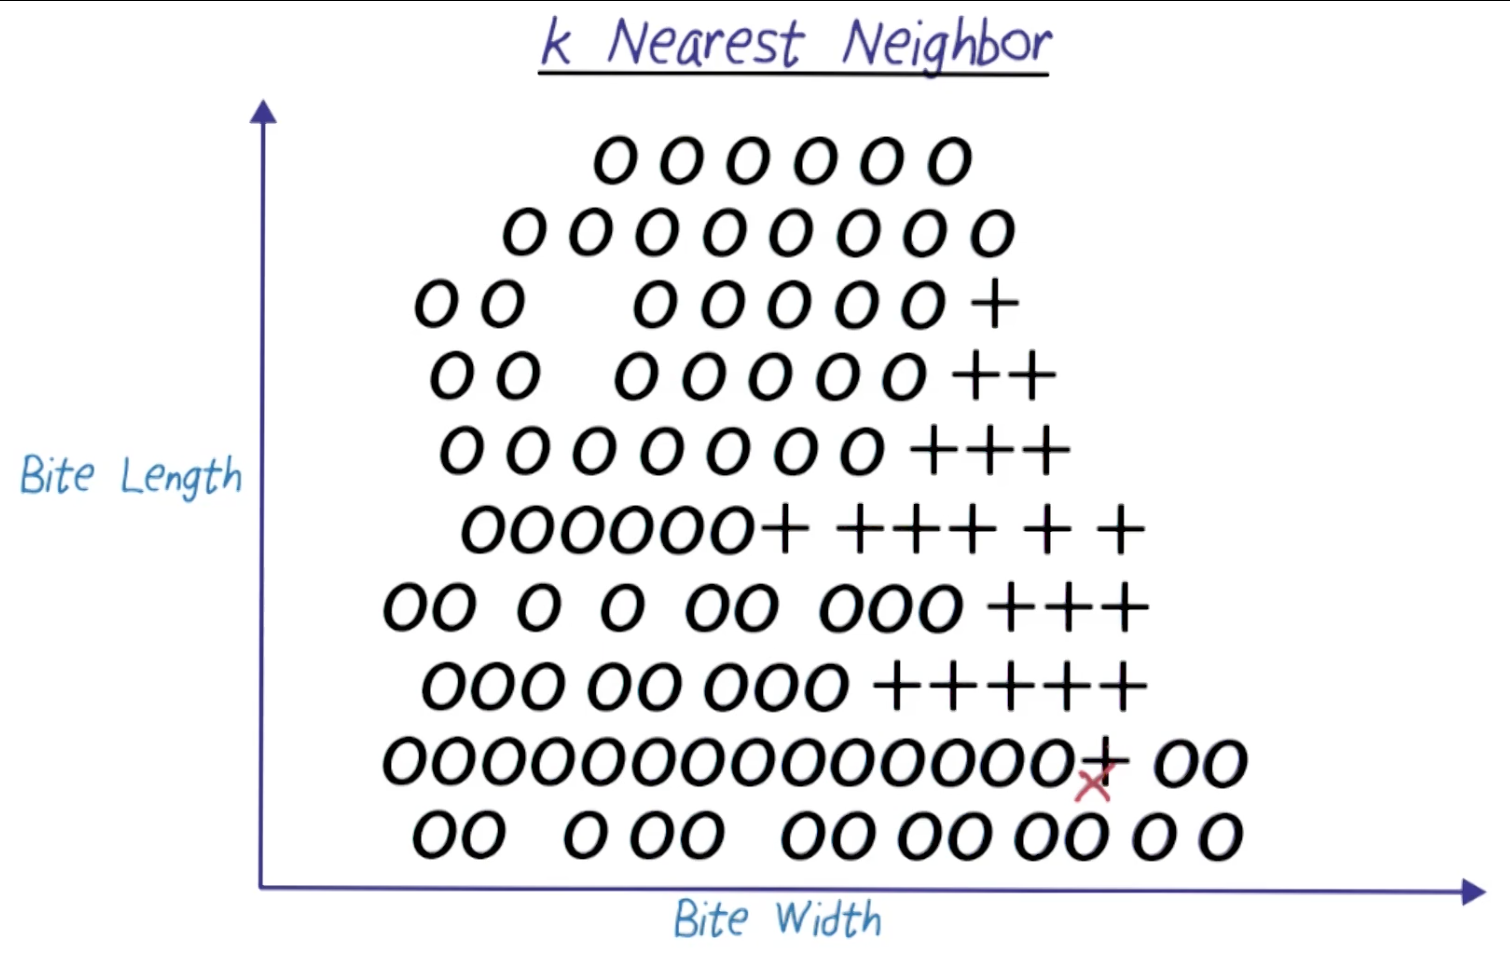 k Nearest Neighbor
O O O O O O
O O O O O O O O
O O O O O O O +
O O O O O O O ++
O O O O O O O +++
OOOOOO+ +++ + +
OO O O OO OOO +++
OOO OO OOO +++++
OOOOOOOOOOOOOO+ OO
X
OO O OO OO OO OO O O
Bite Length
Bite Width